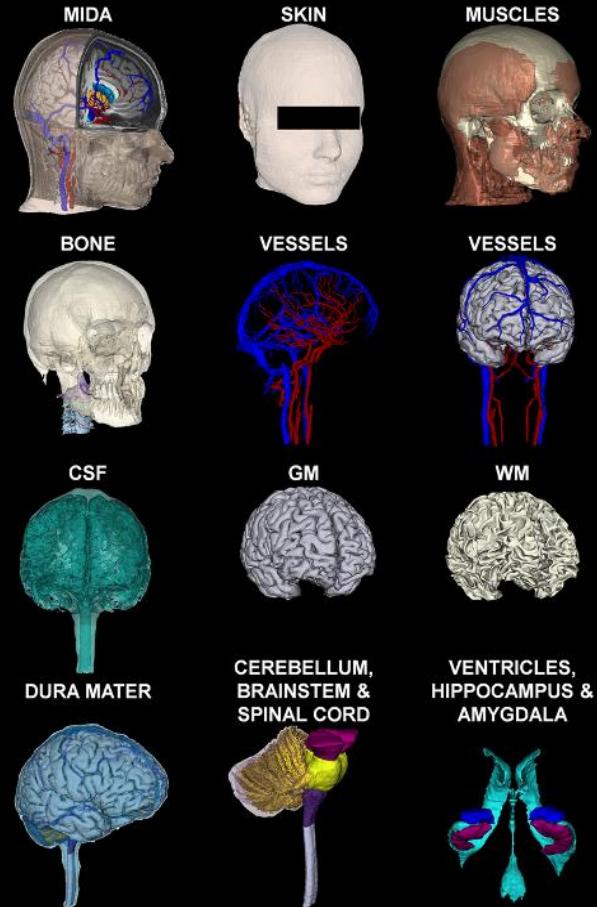 MIDA
SKIN
MUSCLES
BONE
VESSELS
VESSELS
CSF
GM
WM
DURA MATER
CEREBELLUM,
BRAINSTEM &
SPINAL CORD
VENTRICLES,
HIPPOCAMPUS &
AMYGDALA